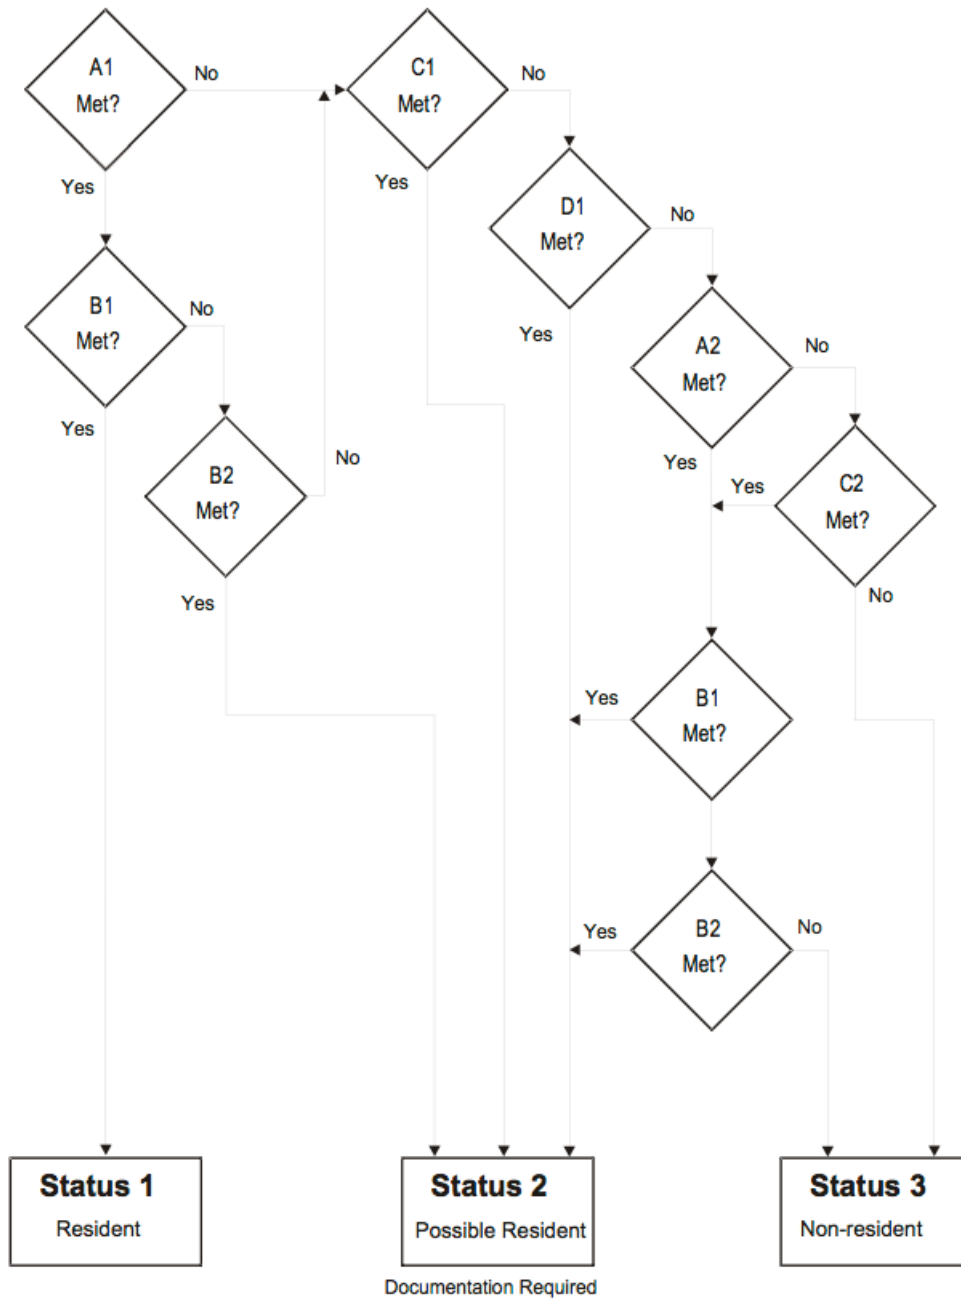 A1
Met?
No
C1
Met?
No
Yes
Yes
D1
Met?
No
B1
Met?
No
Yes
A2
Met?
No
Yes
B2
Met?
No
Yes
Yes
C2
Met?
Yes
No
B1
Met?
Yes
B2
Met?
Yes
No
Status 1
Resident
Status 2
Possible Resident
Documentation Required
Status 3
Non-resident